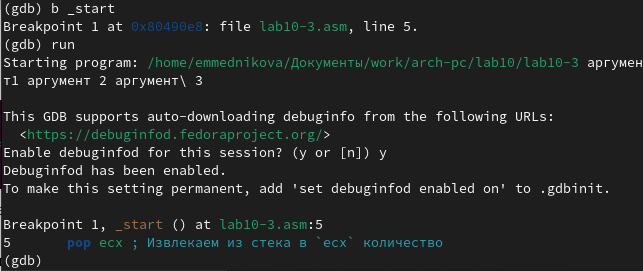 (gdb) b _start
Breakpoint 1 at 0x80490e8: file lab10-3.asm, line 5.
(gdb) run
Starting program: /home/emmednikova/Документы/work/arch-pc/lab10/lab10-3 аргумен
т1 аргумент 2 аргумент\ 3
This GDB supports auto-downloading debuginfo from the following URLs:
  <https://debuginfod.fedoraproject.org/>
Enable debuginfod for this session? (y or [n]) y
Debuginfod has been enabled.
To make this setting permanent, add 'set debuginfod enabled on' to .gdbinit.
Breakpoint 1, _start () at lab10-3.asm:5
5       pop ecx ; Извлекаем из стека в `ecx` количество
(gdb)